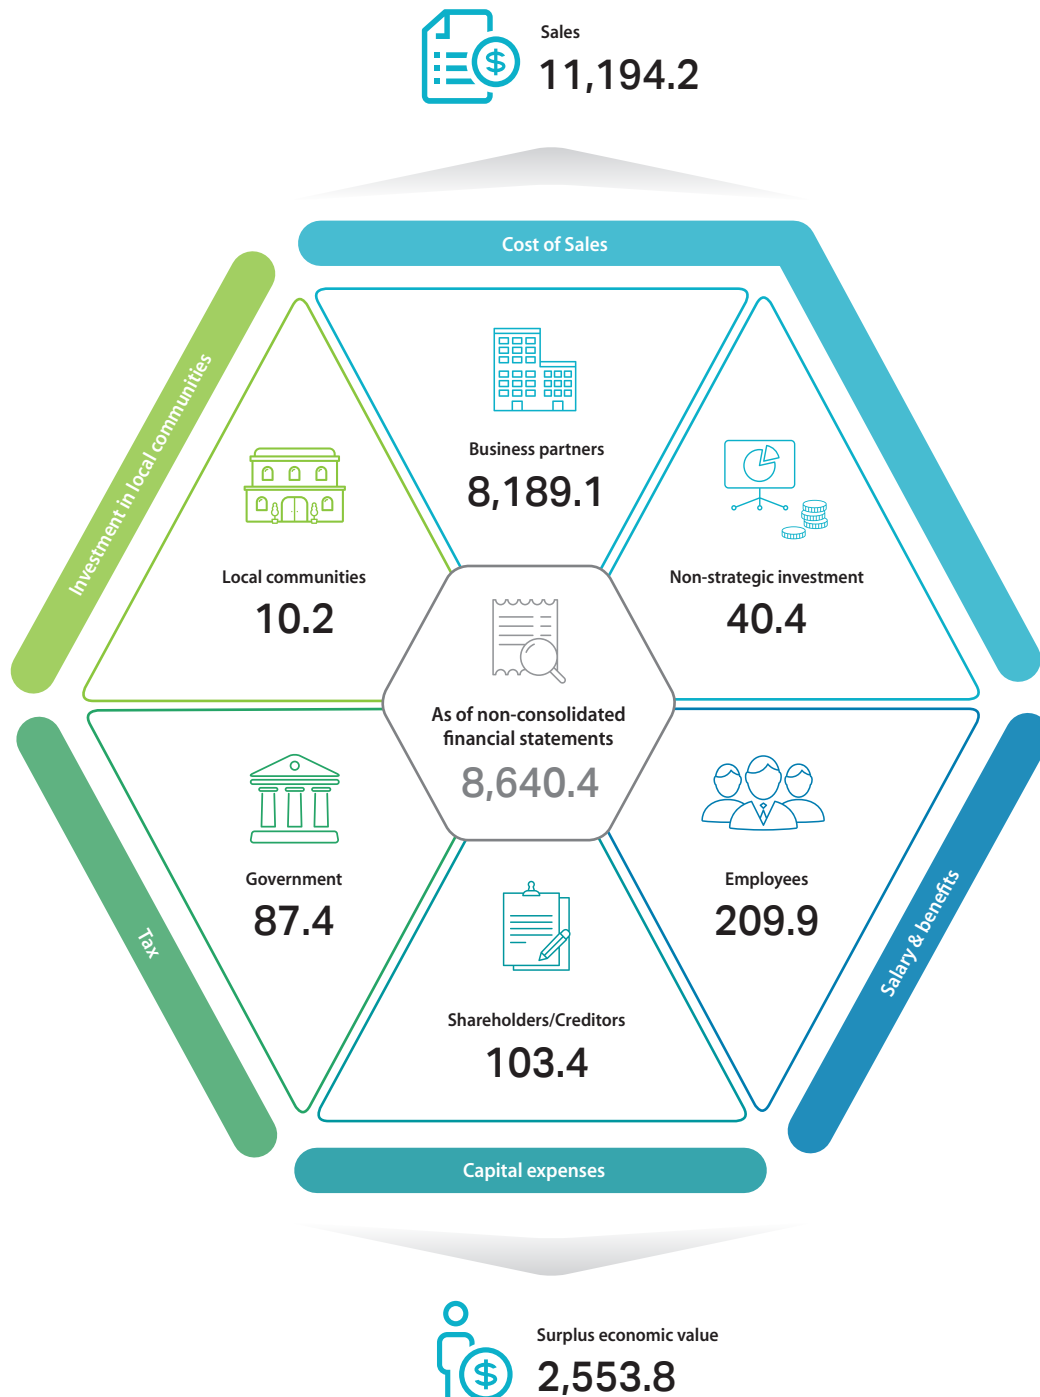 Sales
11,194.2
Cost of Sales
Investment in local communities
Business partners
8,189.1
Local communities
10.2
Non-strategic investment
40.4
As of non-consolidated
financial statements
8,640.4
Government
87.4
Employees
209.9
Tax
Salary & benefits
Shareholders/Creditors
103.4
Capital expenses
Surplus economic value
2,553.8